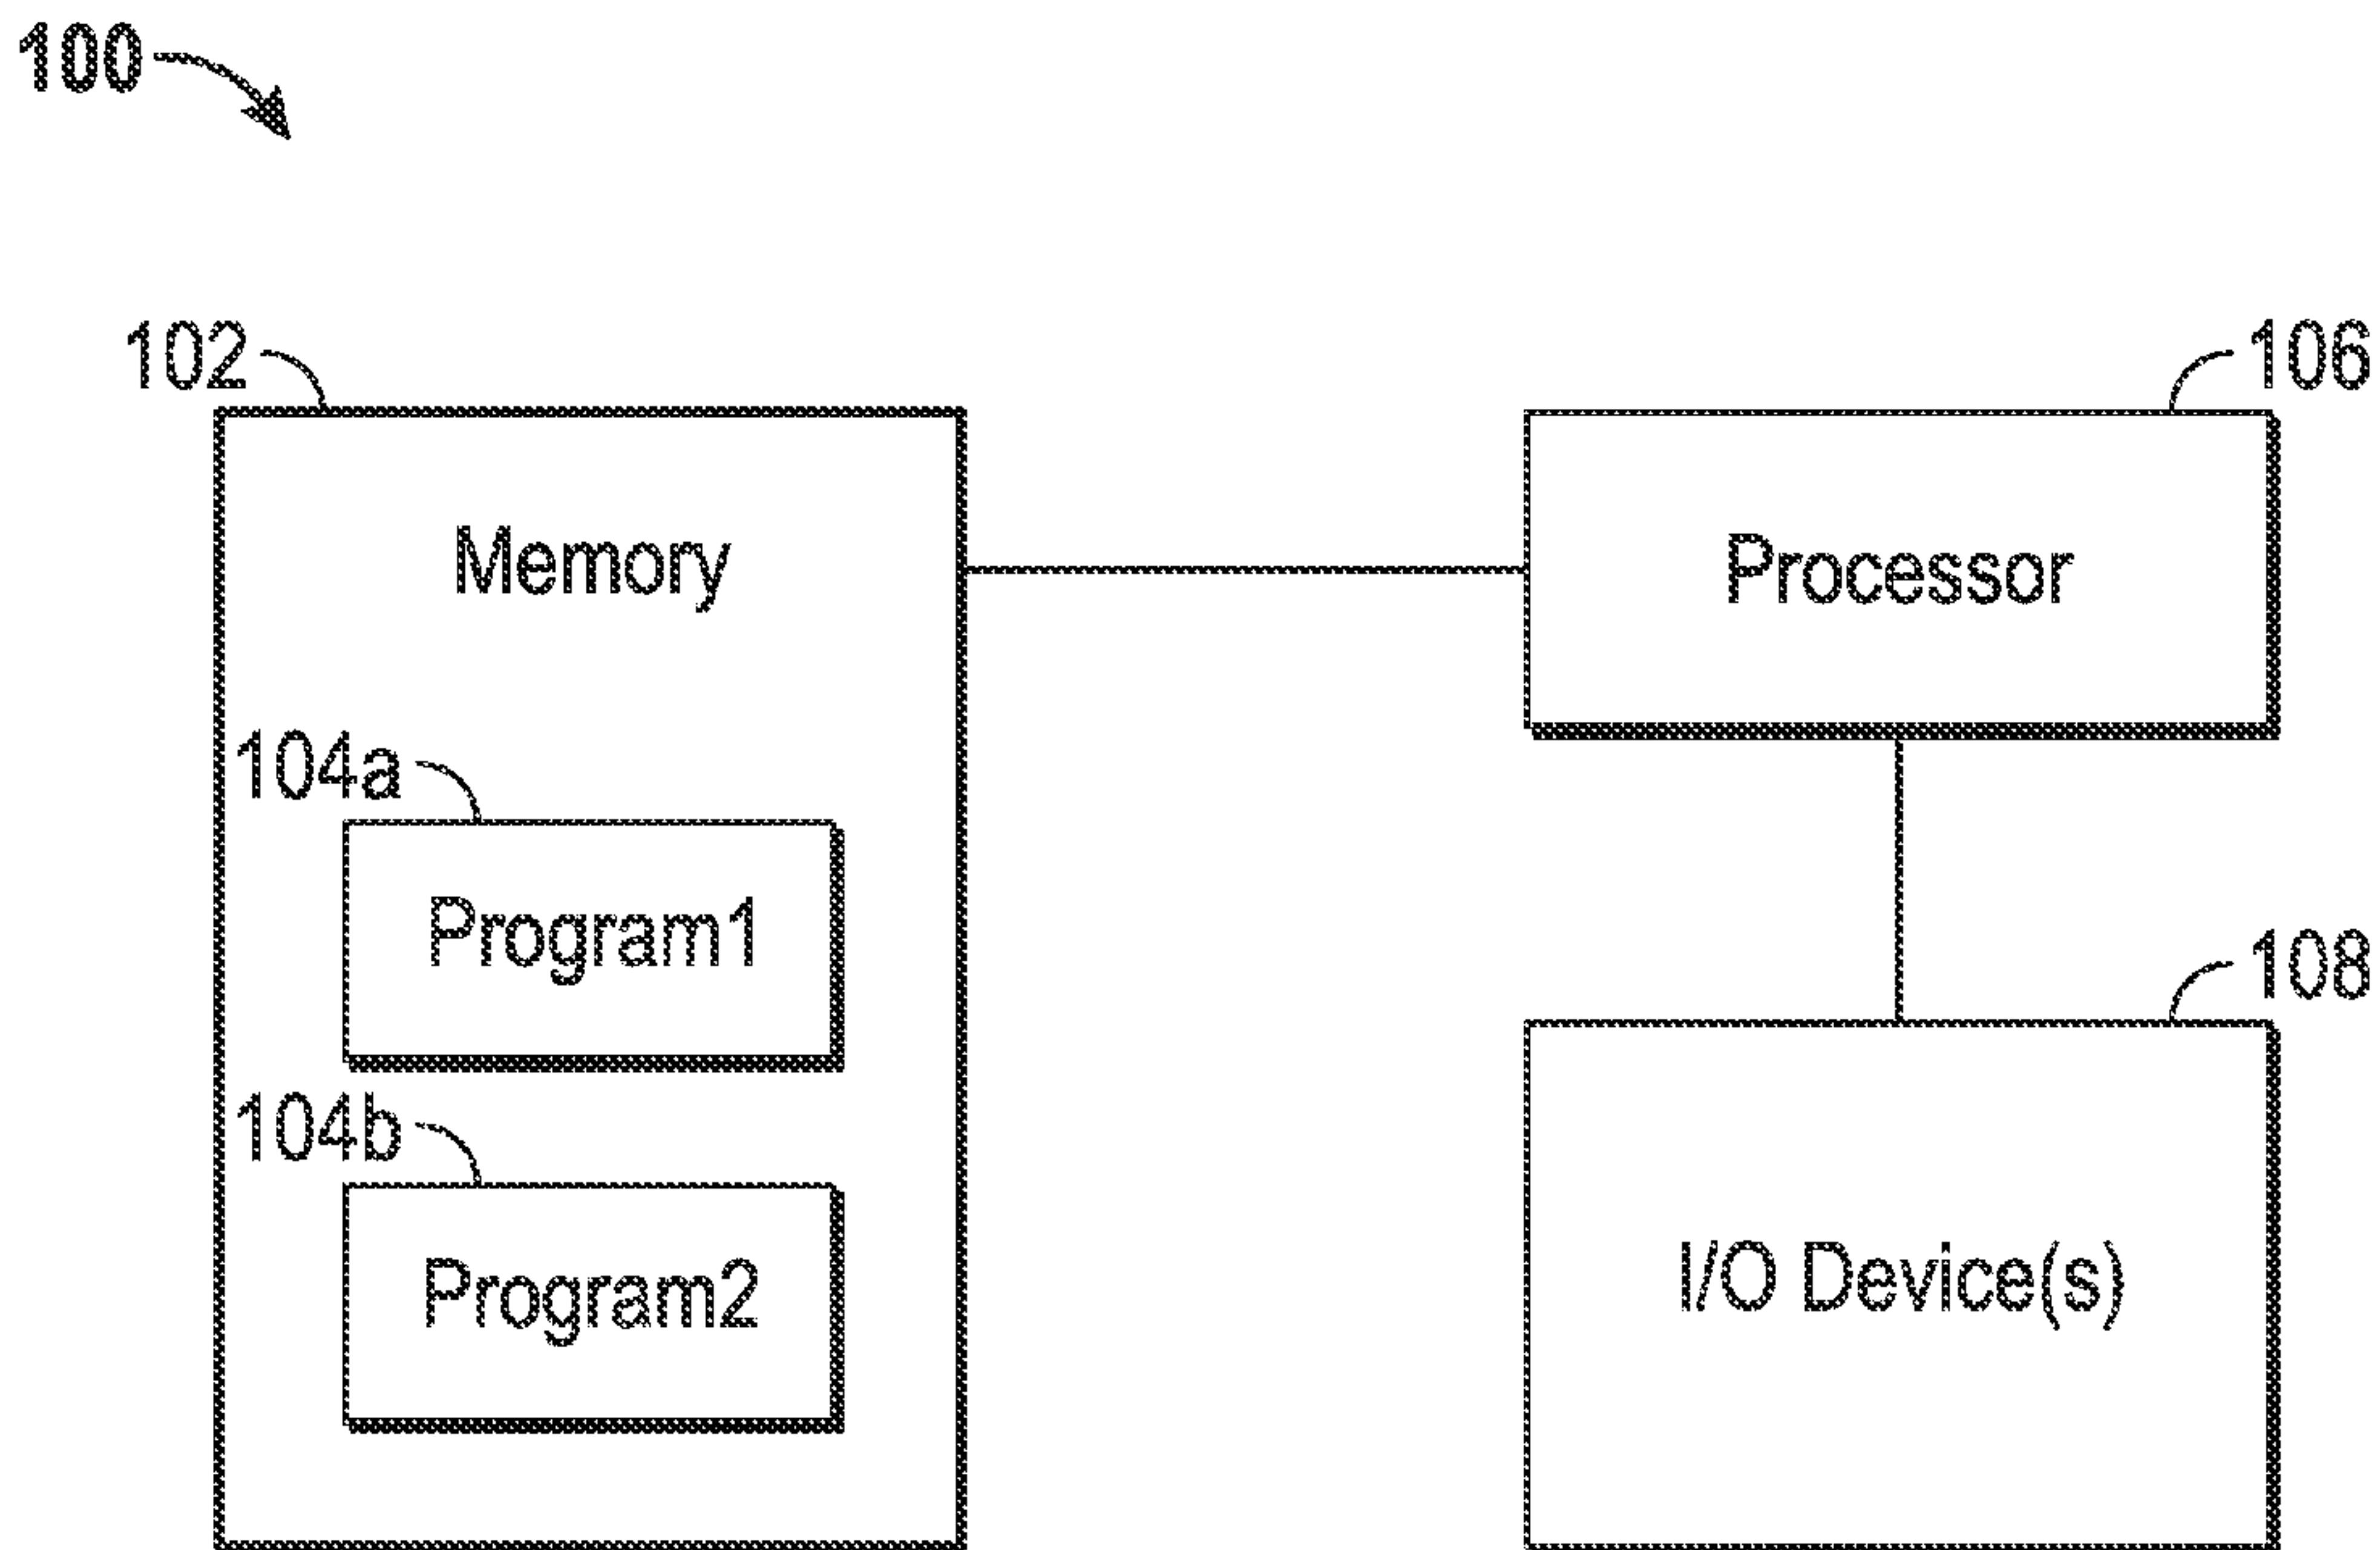 100
102
106
Memory
Processor
104a
Program1
108
104b
Program2
I/O Device(s)